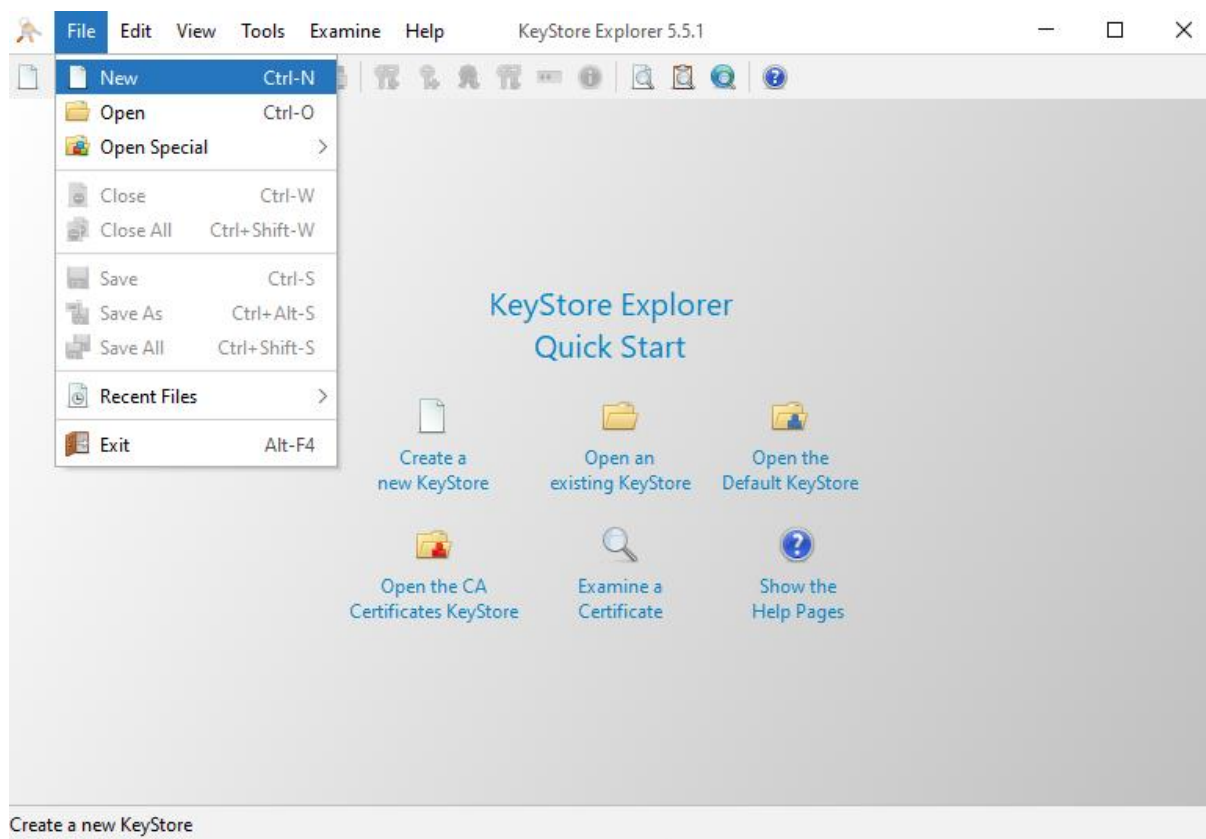 File Edit View Tools Examine Help KeyStore Explorer 5.5.1
New Ctrl-N
Open Ctrl-O
Open Special
Close Ctrl-W
Close All Ctrl+Shift-W
Save Ctrl-S
Save As Ctrl+Alt-S
Save All Ctrl+Shift-S
Recent Files
Exit Alt-F4
KeyStore Explorer
Quick Start
Create a
new KeyStore
Open an
existing KeyStore
Open the
Default KeyStore
Open the CA
Certificates KeyStore
Examine a
Certificate
Show the
Help Pages
Create a new KeyStore